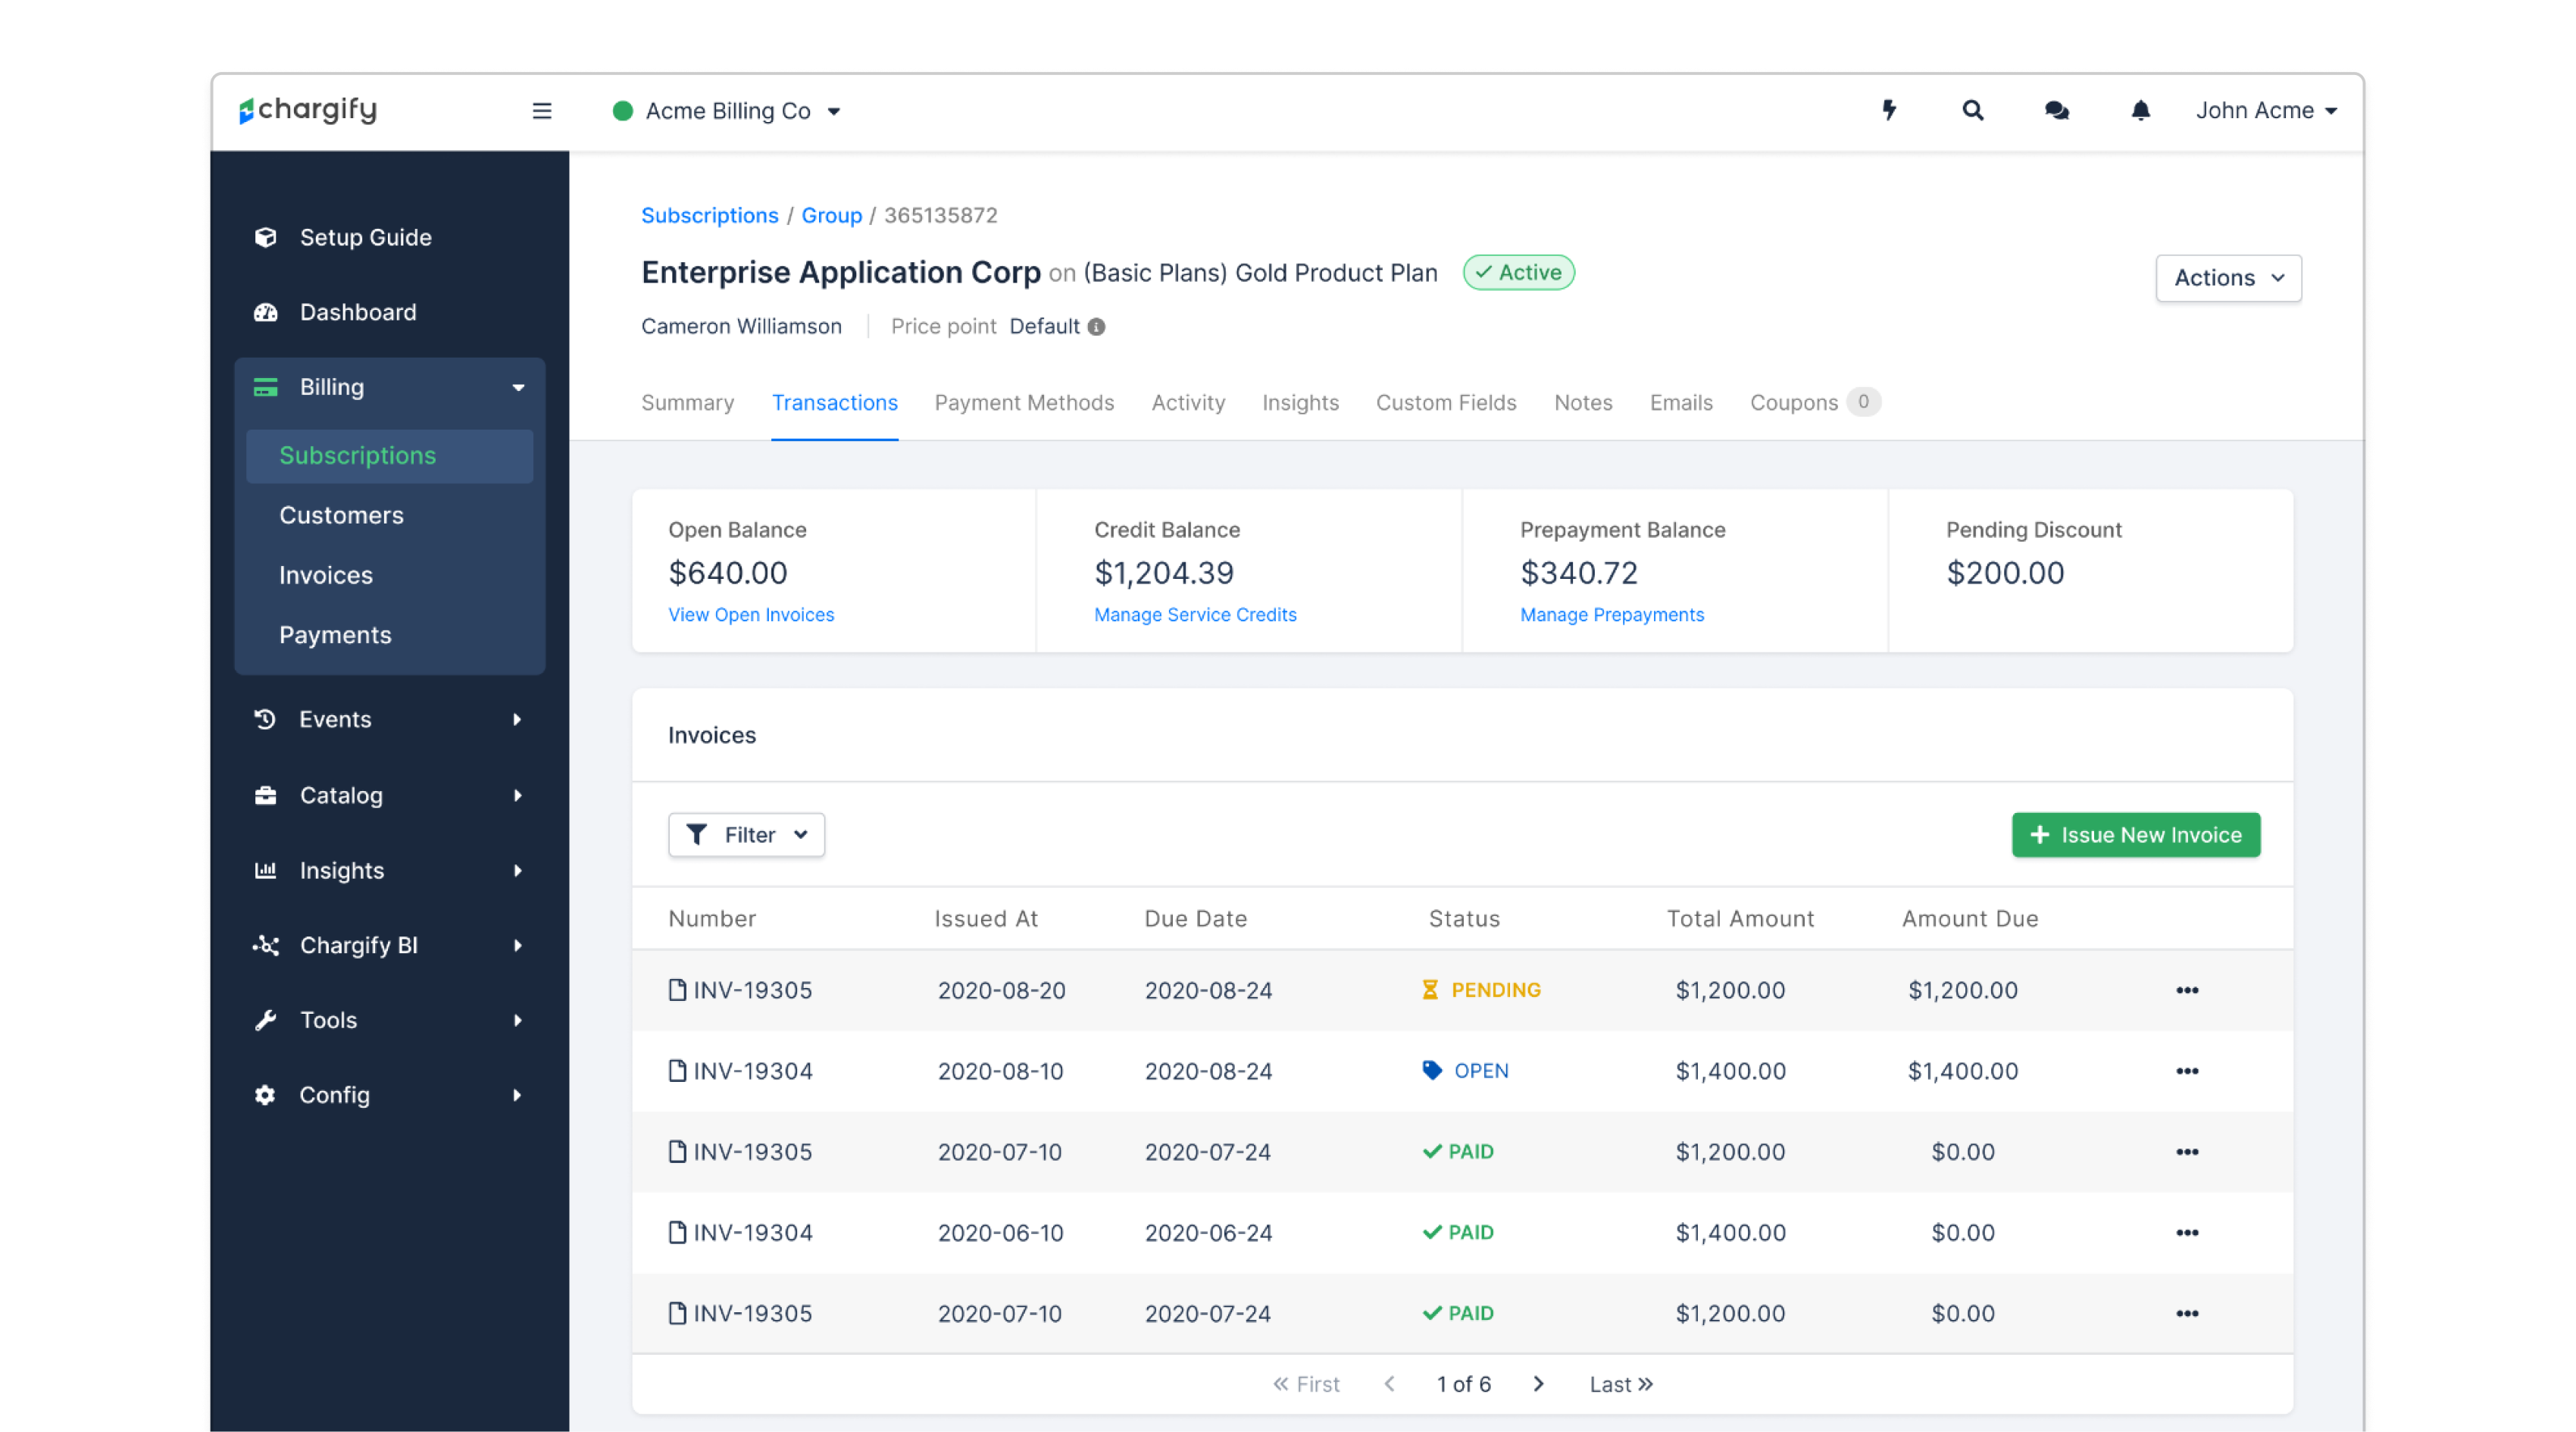 chargify
Acme Billing Co
John Acme
Setup Guide
Dashboard
Billing
Subscriptions
Customers
Invoices
Payments
Events
Catalog
Insights
Chargify BI
Tools
Config
Subscriptions / Group / 365135872
Enterprise Application Corp on (Basic Plans) Gold Product Plan Active
Actions
Cameron Williamson Price point Default
Summary Transactions Payment Methods Activity Insights Custom Fields Notes Emails Coupons 0
Open Balance
$640.00
View Open Invoices
Credit Balance
$1,204.39
Manage Service Credits
Prepayment Balance
$340.72
Manage Prepayments
Pending Discount
$200.00
Invoices
Filter
Issue New Invoice
Number Issued At Due Date Status Total Amount Amount Due
INV-19305 2020-08-20 2020-08-24 PENDING $1,200.00 $1,200.00
INV-19304 2020-08-10 2020-08-24 OPEN $1,400.00 $1,400.00
INV-19305 2020-07-10 2020-07-24 PAID $1,200.00 $0.00
INV-19304 2020-06-10 2020-06-24 PAID $1,400.00 $0.00
INV-19305 2020-07-10 2020-07-24 PAID $1,200.00 $0.00
« First < 1 of 6 > Last »